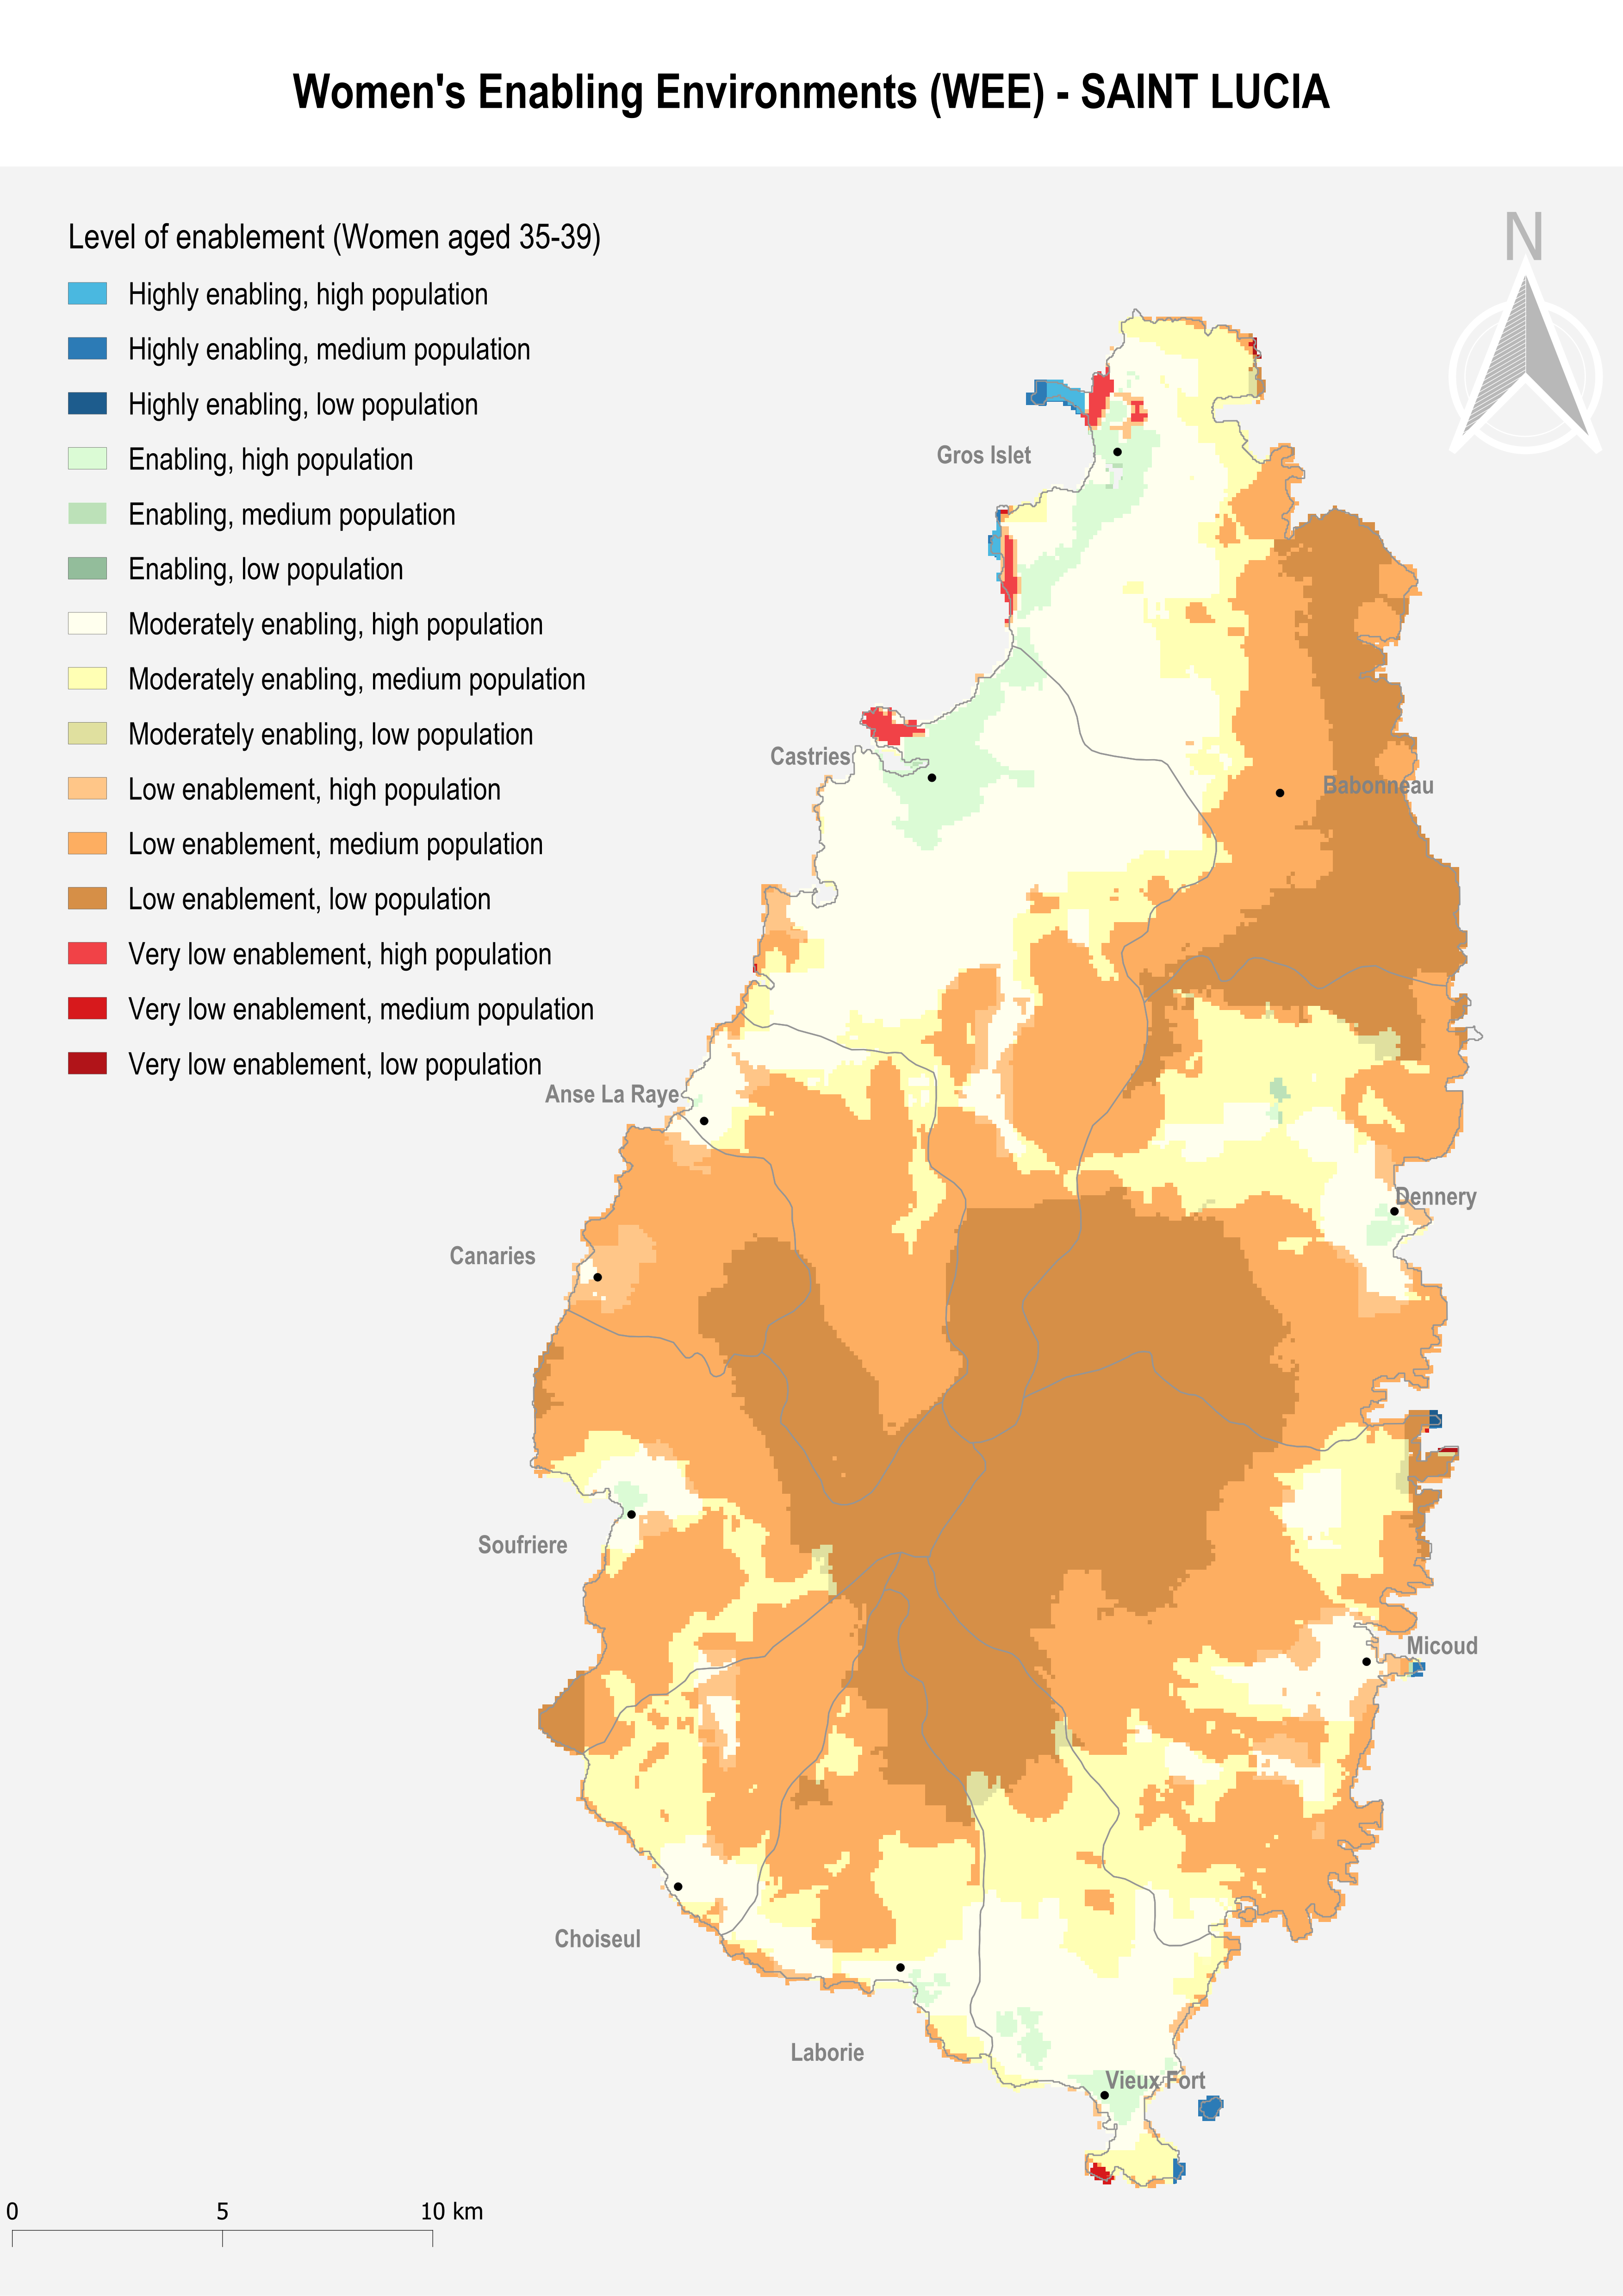 Women's Enabling Environments (WEE) - SAINT LUCIA
Level of enablement (Women aged 35-39)
Highly enabling, high population
Highly enabling, medium population
Highly enabling, low population
Enabling, high population
Enabling, medium population
Enabling, low population
Moderately enabling, high population
Moderately enabling, medium population
Moderately enabling, low population
Low enablement, high population
Low enablement, medium population
Low enablement, low population
Very low enablement, high population
Very low enablement, medium population
Very low enablement, low population
N
Gros Islet
Castries
Babonneau
Anse La Raye
Dennery
Canaries
Soufriere
Micoud
Choiseul
Laborie
Vieux Fort
0 5 10 km